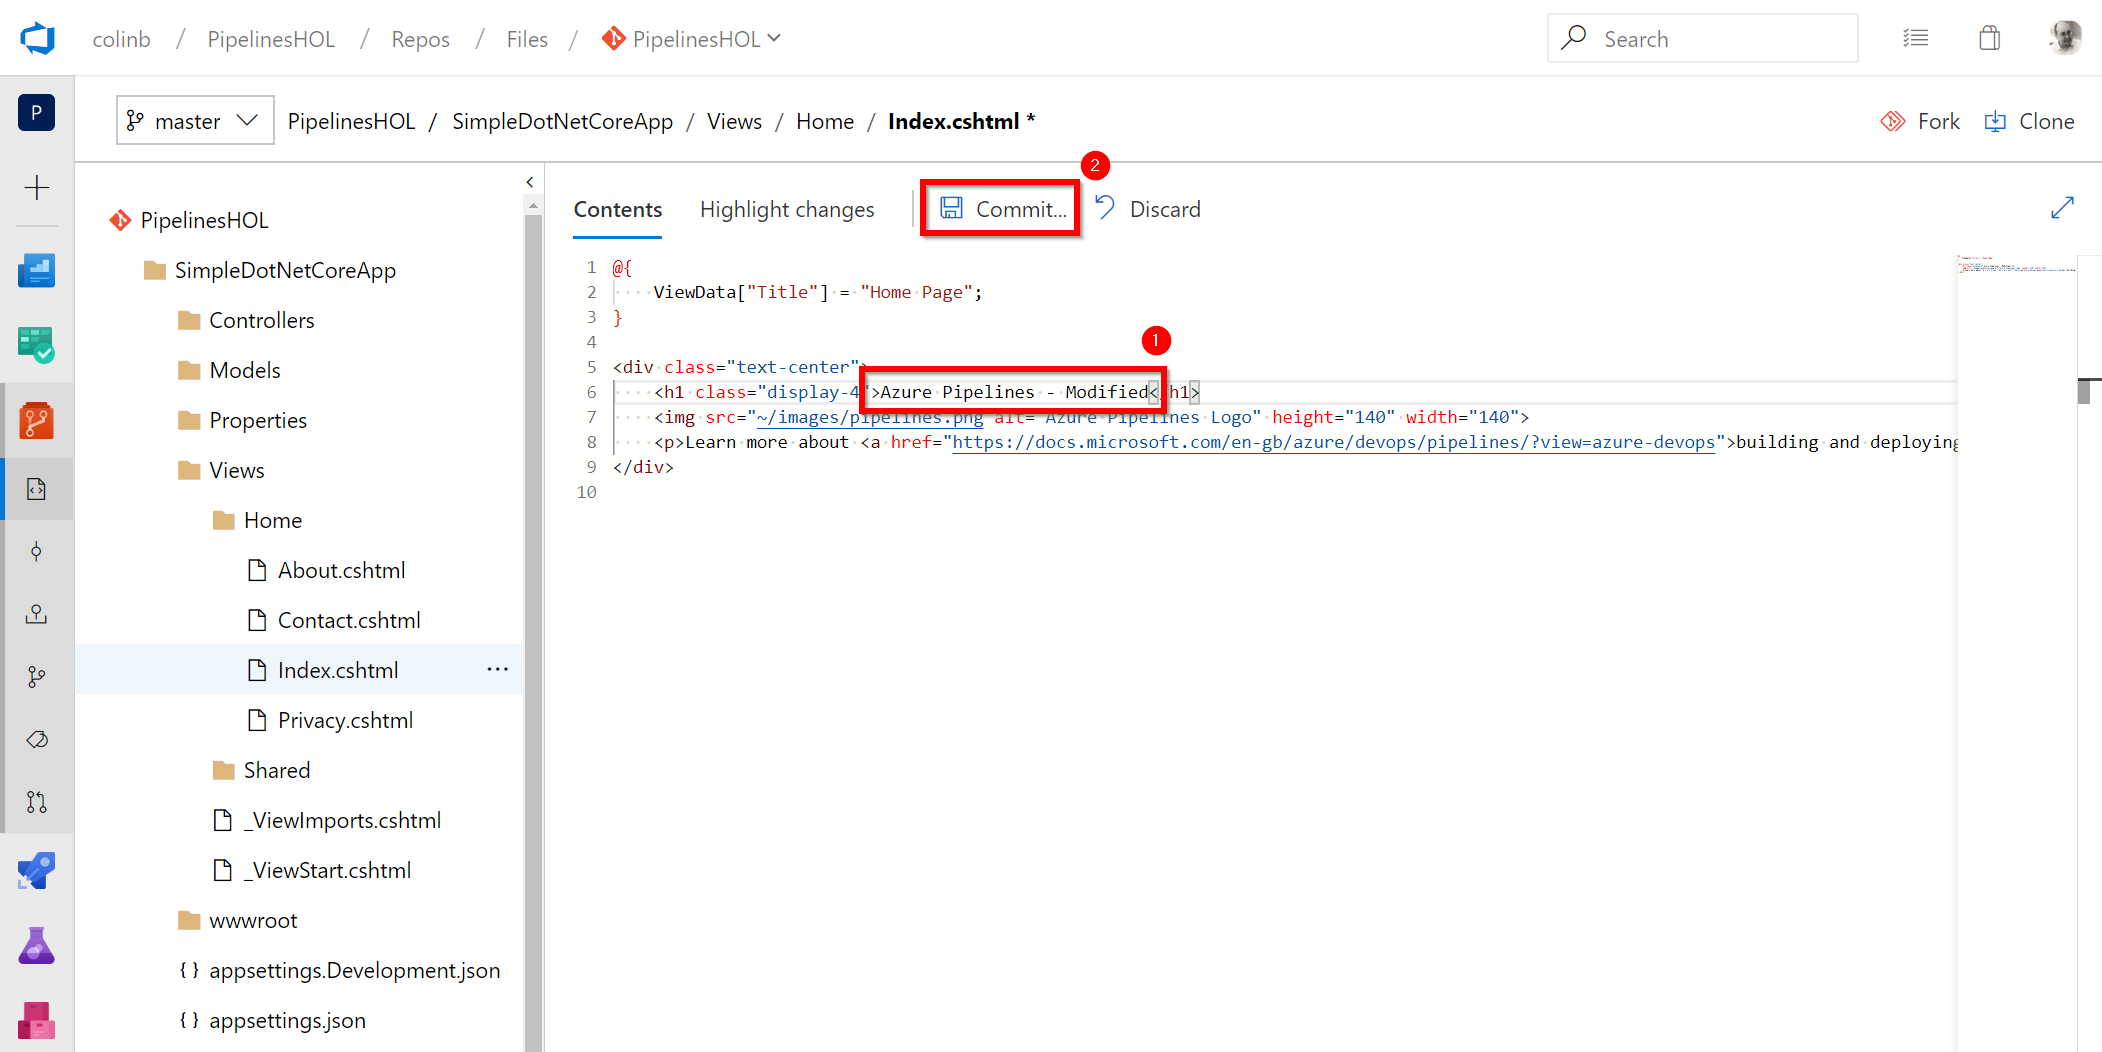 colinb / PipelinesHOL / Repos / Files / PipelinesHOL
Search
P
master
PipelinesHOL / SimpleDotNetCoreApp / Views / Home / Index.cshtml *
Fork
Clone
PipelinesHOL
SimpleDotNetCoreApp
Controllers
Models
Properties
Views
Home
About.cshtml
Contact.cshtml
Index.cshtml ...
Privacy.cshtml
Shared
_ViewImports.cshtml
_ViewStart.cshtml
wwwroot
{ } appsettings.Development.json
{ } appsettings.json
2
Contents
Highlight changes
Commit...
Discard
1 @{
2 ViewData["Title"] = "Home Page";
3 }
4
1
5 <div class="text-center">
6 <h1 class="display-4">Azure Pipelines - Modified<h1>
7 <img src="~/images/pipelines.png alt= Azure Pipelines Logo" height="140" width="140">
8 <p>Learn more about <a href="https://docs.microsoft.com/en-gb/azure/devops/pipelines/?view=azure-devops">building and deploying
9 </div>
10